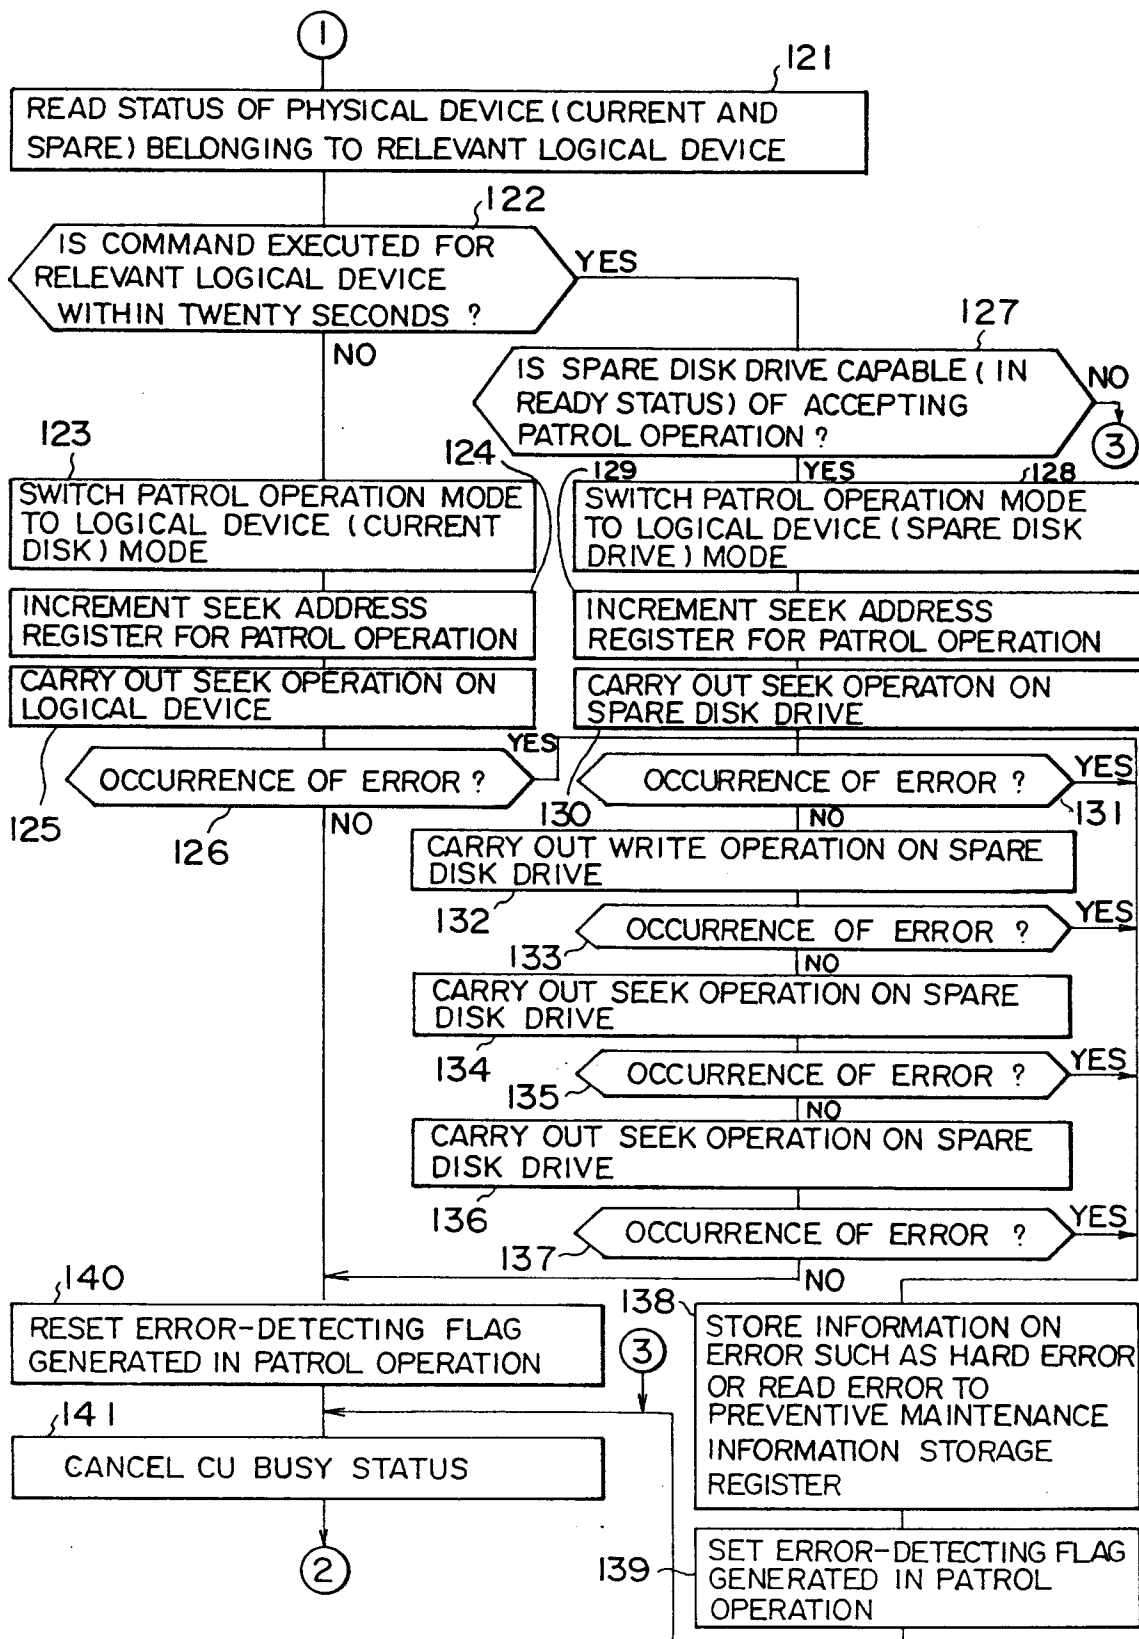 1
121
READ STATUS OF PHYSICAL DEVICE (CURRENT AND
SPARE) BELONGING TO RELEVANT LOGICAL DEVICE
122
IS COMMAND EXECUTED FOR
RELEVANT LOGICAL DEVICE
WITHIN TWENTY SECONDS ?
YES
NO
127
IS SPARE DISK DRIVE CAPABLE ( IN
READY STATUS) OF ACCEPTING
PATROL OPERATION ?
NO
3
YES
123
SWITCH PATROL OPERATION MODE
TO LOGICAL DEVICE (CURRENT
DISK) MODE
124
INCREMENT SEEK ADDRESS
REGISTER FOR PATROL OPERATION
CARRY OUT SEEK OPERATION ON
LOGICAL DEVICE
125
YES
OCCURRENCE OF ERROR ?
126
NO
129
128
SWITCH PATROL OPERATION MODE
TO LOGICAL DEVICE (SPARE DISK
DRIVE) MODE
INCREMENT SEEK ADDRESS
REGISTER FOR PATROL OPERATION
CARRY OUT SEEK OPERATON ON
SPARE DISK DRIVE
130
OCCURRENCE OF ERROR ?
YES
131
NO
CARRY OUT WRITE OPERATION ON SPARE
DISK DRIVE
132
OCCURRENCE OF ERROR ?
YES
133
NO
CARRY OUT SEEK OPERATION ON SPARE
DISK DRIVE
134
OCCURRENCE OF ERROR ?
YES
135
NO
CARRY OUT SEEK OPERATION ON SPARE
DISK DRIVE
136
OCCURRENCE OF ERROR ?
YES
137
NO
140
RESET ERROR-DETECTING FLAG
GENERATED IN PATROL OPERATION
3
141
CANCEL CU BUSY STATUS
2
138
STORE INFORMATION ON
ERROR SUCH AS HARD ERROR
OR READ ERROR TO
PREVENTIVE MAINTENANCE
INFORMATION STORAGE
REGISTER
139
SET ERROR-DETECTING FLAG
GENERATED IN PATROL
OPERATION